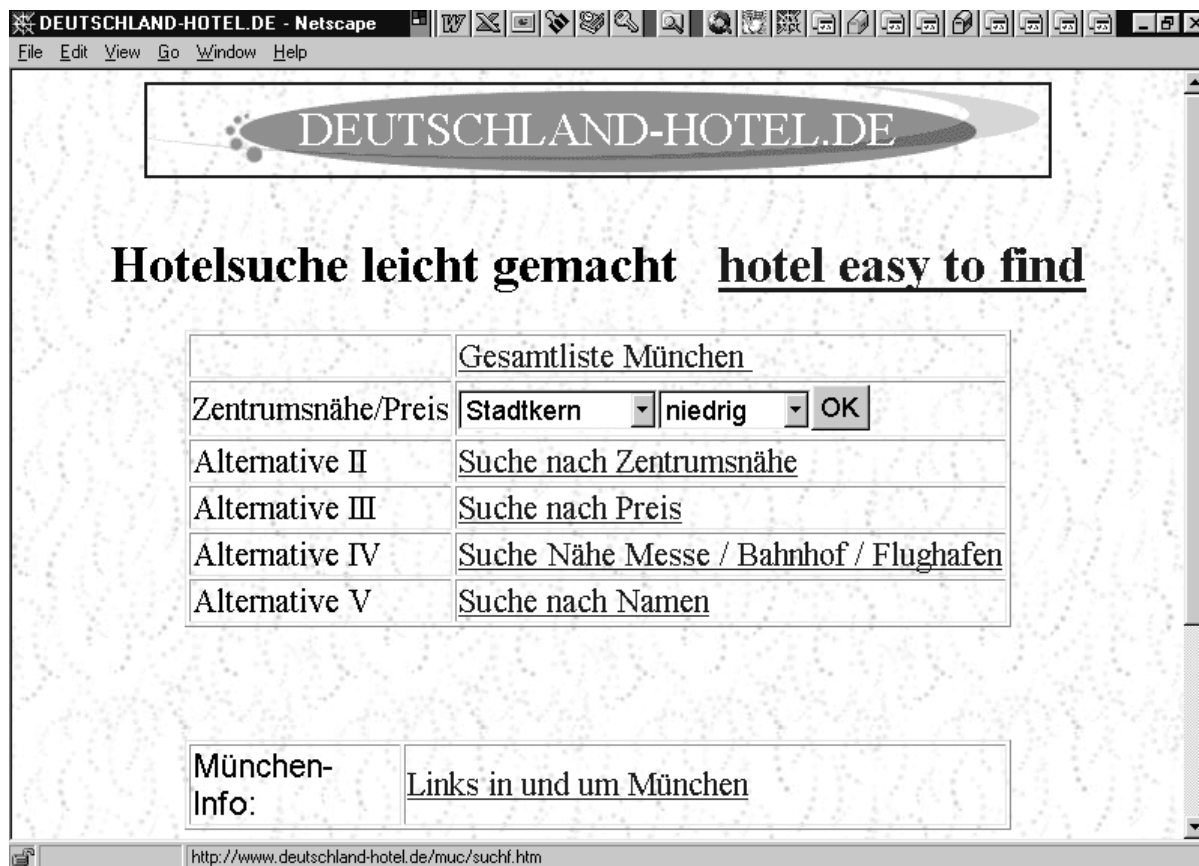 DEUTSCHLAND-HOTEL.DE - Netscape
File Edit View Go Window Help
DEUTSCHLAND-HOTEL.DE
Hotelsuche leicht gemacht hotel easy to find
Gesamtliste München
Zentrumsnähe/Preis Stadtkern niedrig OK
Alternative II Suche nach Zentrumsnähe
Alternative III Suche nach Preis
Alternative IV Suche Nähe Messe / Bahnhof / Flughafen
Alternative V Suche nach Namen
München-
Info:
Links in und um München
http://www.deutschland-hotel.de/muc/suchf.htm